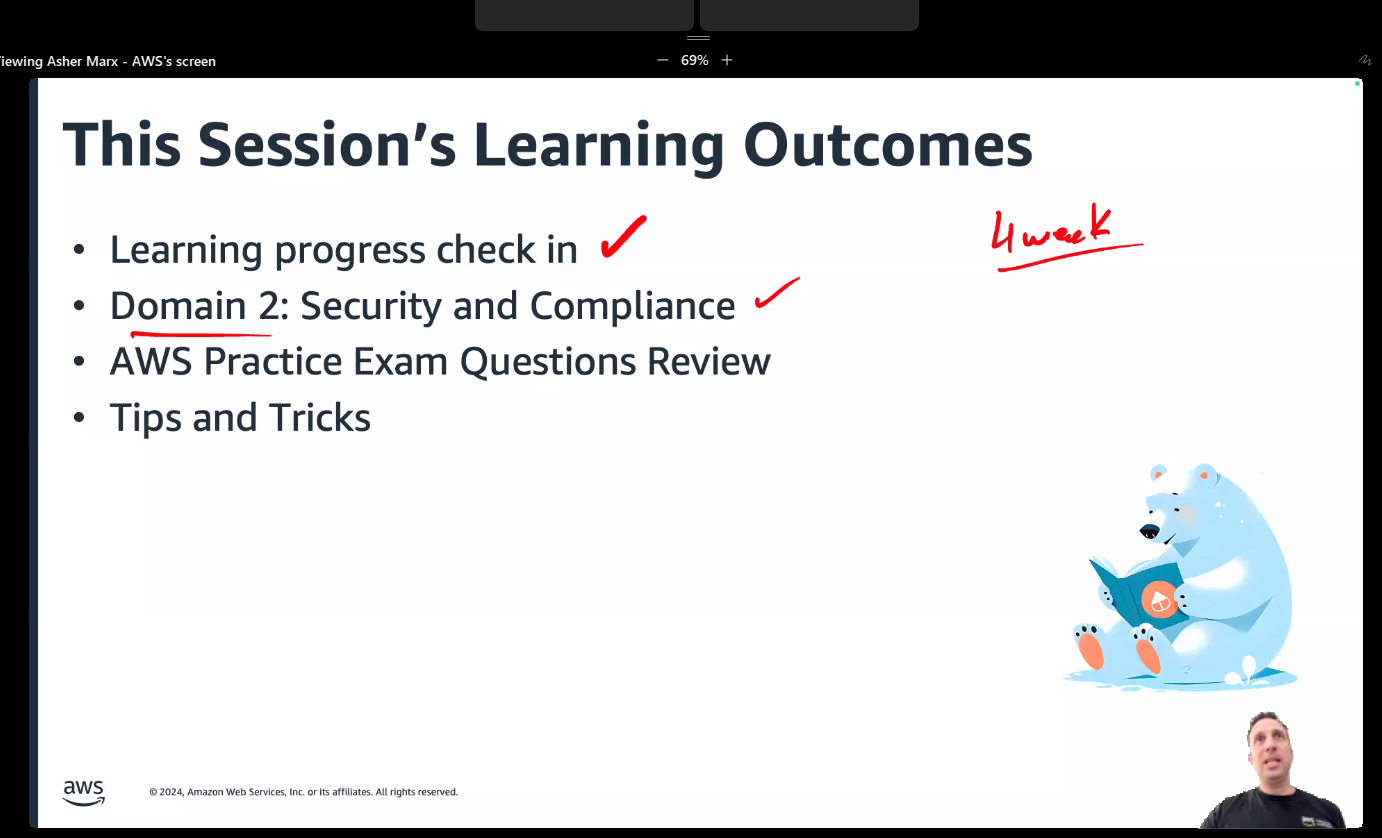 iewing Asher Marx - AWS's screen
− 69% +
This Session's Learning Outcomes
4 week
• Learning progress check in
• Domain 2: Security and Compliance
• AWS Practice Exam Questions Review
• Tips and Tricks
aws
© 2024, Amazon Web Services, Inc. or its affiliates. All rights reserved.